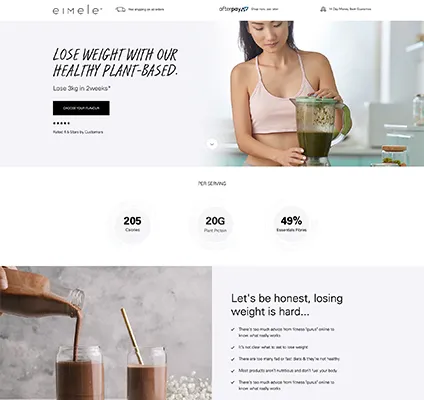 eimele
Free shipping on all orders
afterpay Shop now, pay later
14 Day Money Back Guarantee
LOSE WEIGHT WITH OUR
HEALTHY PLANT-BASED.
Lose 3kg in 2weeks*
CHOOSE YOUR FLAVOUR
Rated 5 Stars by Customers
PER SERVING
205
Calories
20G
Plant Protein
49%
Essentials Fibres
Let's be honest, losing
weight is hard...
There is too much advice from fitness 'gurus' online to
know what really works.
It's not clear what to eat to lose weight
There are too many fad or fast diets & they're not healthy
Most products aren't nutritious and don't fuel your body.
There's too much advice from fitness 'gurus' online to
know what really works.